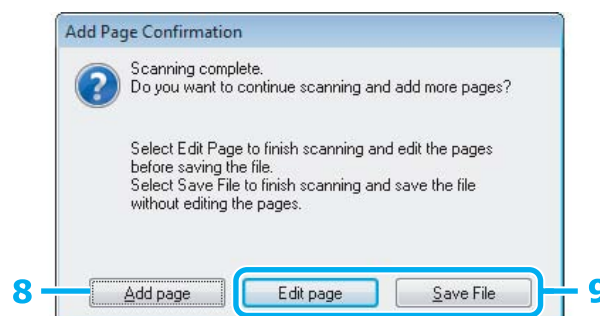 Add Page Confirmation
Scanning complete.
Do you want to continue scanning and add more pages?
Select Edit Page to finish scanning and edit the pages
before saving the file.
Select Save File to finish scanning and save the file
without editing the pages.
8 Add page Edit page Save File 9